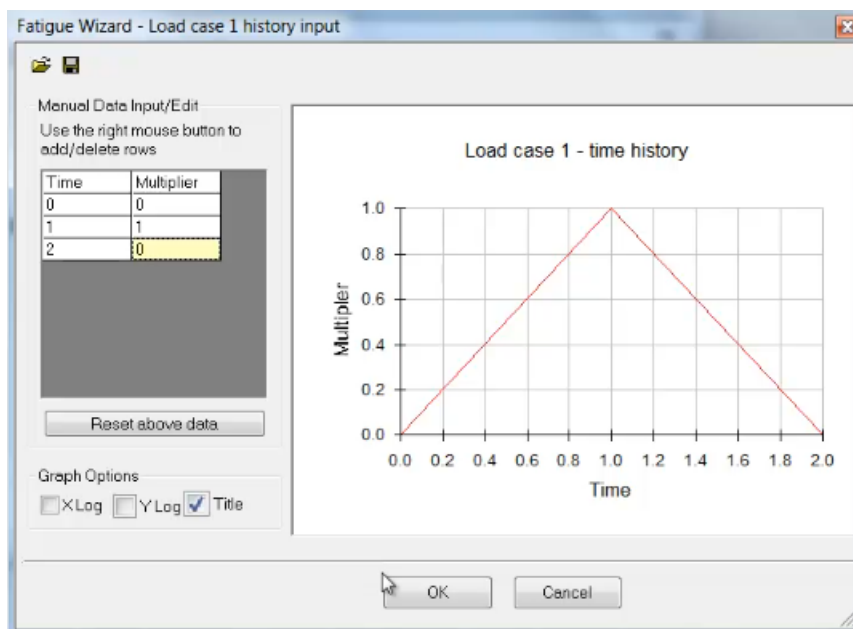 Fatigue Wizard - Load case 1 history input
Manual Data Input/Edit
Use the right mouse button to
add/delete rows
Time Multiplier
0 0
1 1
2 0
Reset above data
Graph Options
X Log Y Log Title
Load case 1 - time history
Multipler
1.0
0.8
0.6
0.4
0.2
0.0
0.0 0.2 0.4 0.6 0.8 1.0 1.2 1.4 1.6 1.8 2.0
Time
OK Cancel